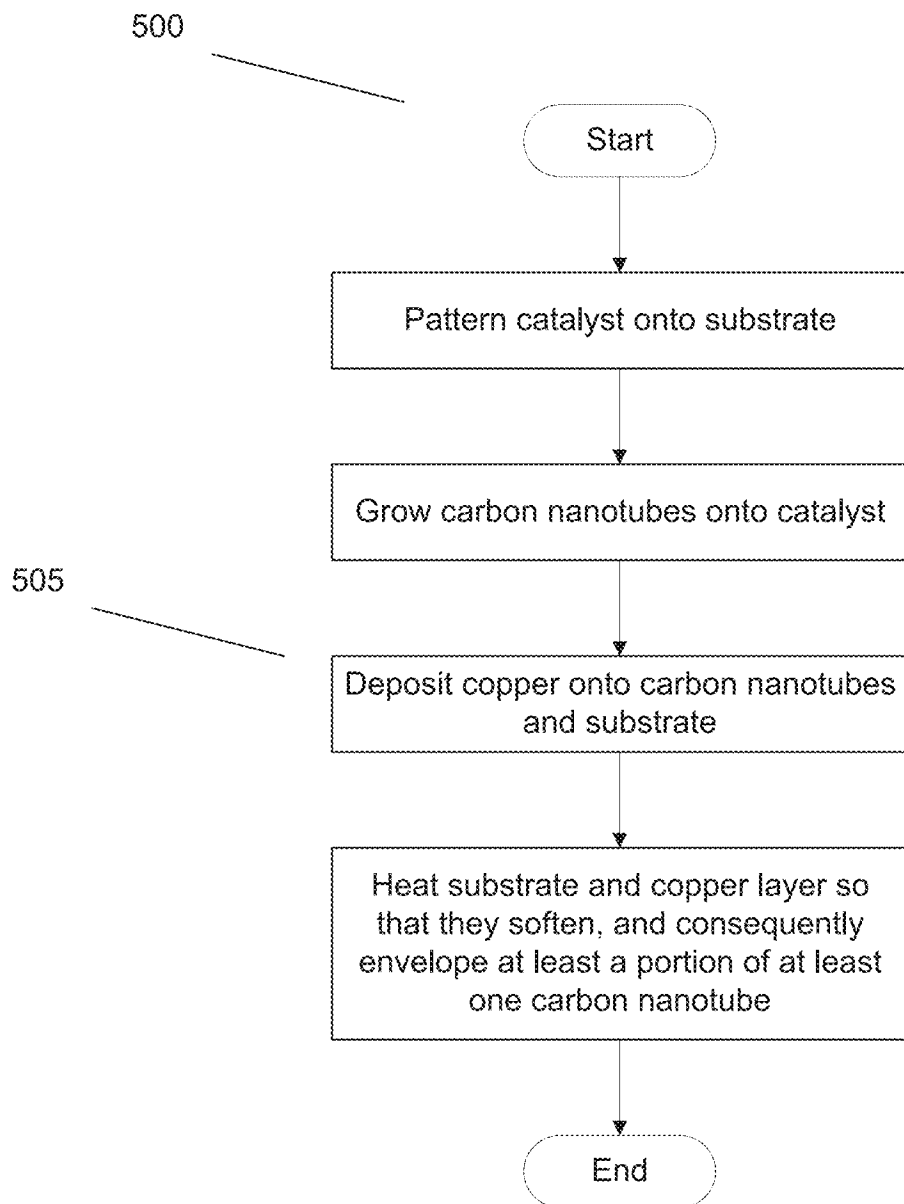 500
Start
Pattern catalyst onto substrate
Grow carbon nanotubes onto catalyst
505
Deposit copper onto carbon nanotubes
and substrate
Heat substrate and copper layer so
that they soften, and consequently
envelope at least a portion of at least
one carbon nanotube
End